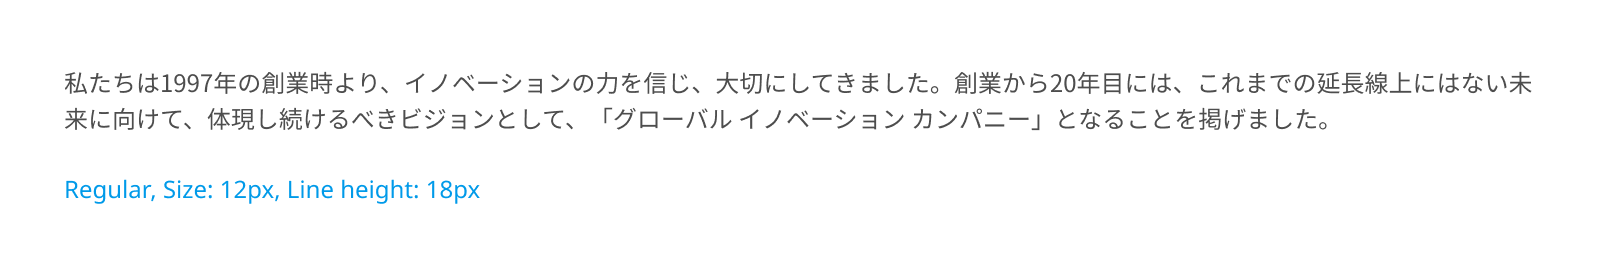 私たちは1997年の創業時より、イノベーションの力を信じ、大切にしてきました。創業から20年目には、これまでの延長線上にはない未
来に向けて、体現し続けるべきビジョンとして、「グローバル イノベーション カンパニー」となることを掲げました。
Regular, Size: 12px, Line height: 18px